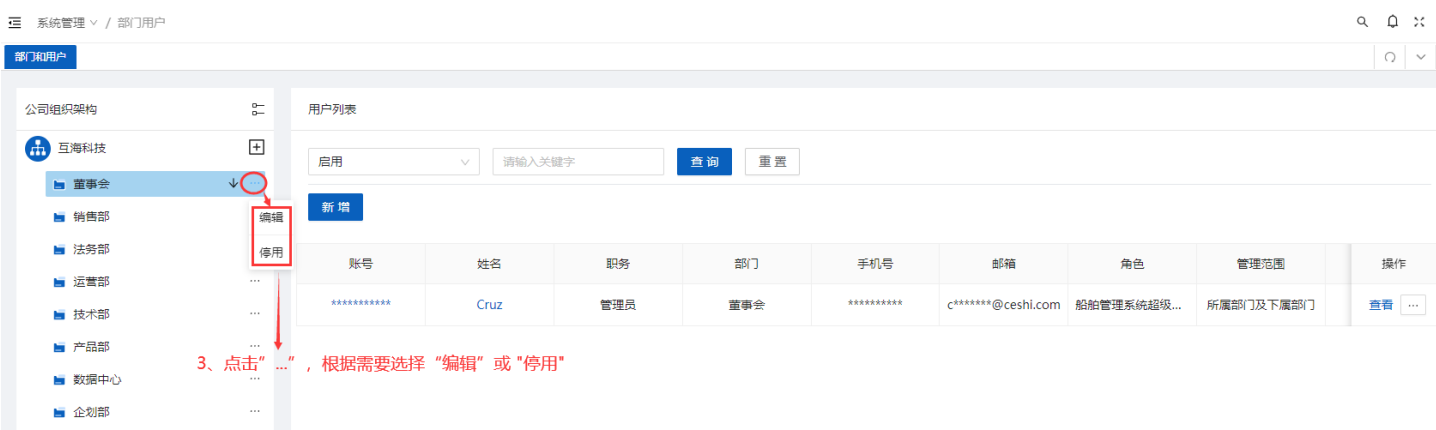 系统管理 / 部门用户
部门和用户
公司组织架构
互海科技
董事会 ...
销售部
法务部
运营部 ...
技术部 ...
产品部 ...
数据中心 ...
企划部 ...
编辑
停用
用户列表
启用 请输入关键字 查 询 重 置
新 增
账号 姓名 职务 部门 手机号 邮箱 角色 管理范围 操作
*********** Cruz 管理员 董事会 ********** c*******@ceshi.com 船舶管理系统超级... 所属部门及下属部门 查看 ...
3、点击”...”，根据需要选择“编辑”或 "停用"